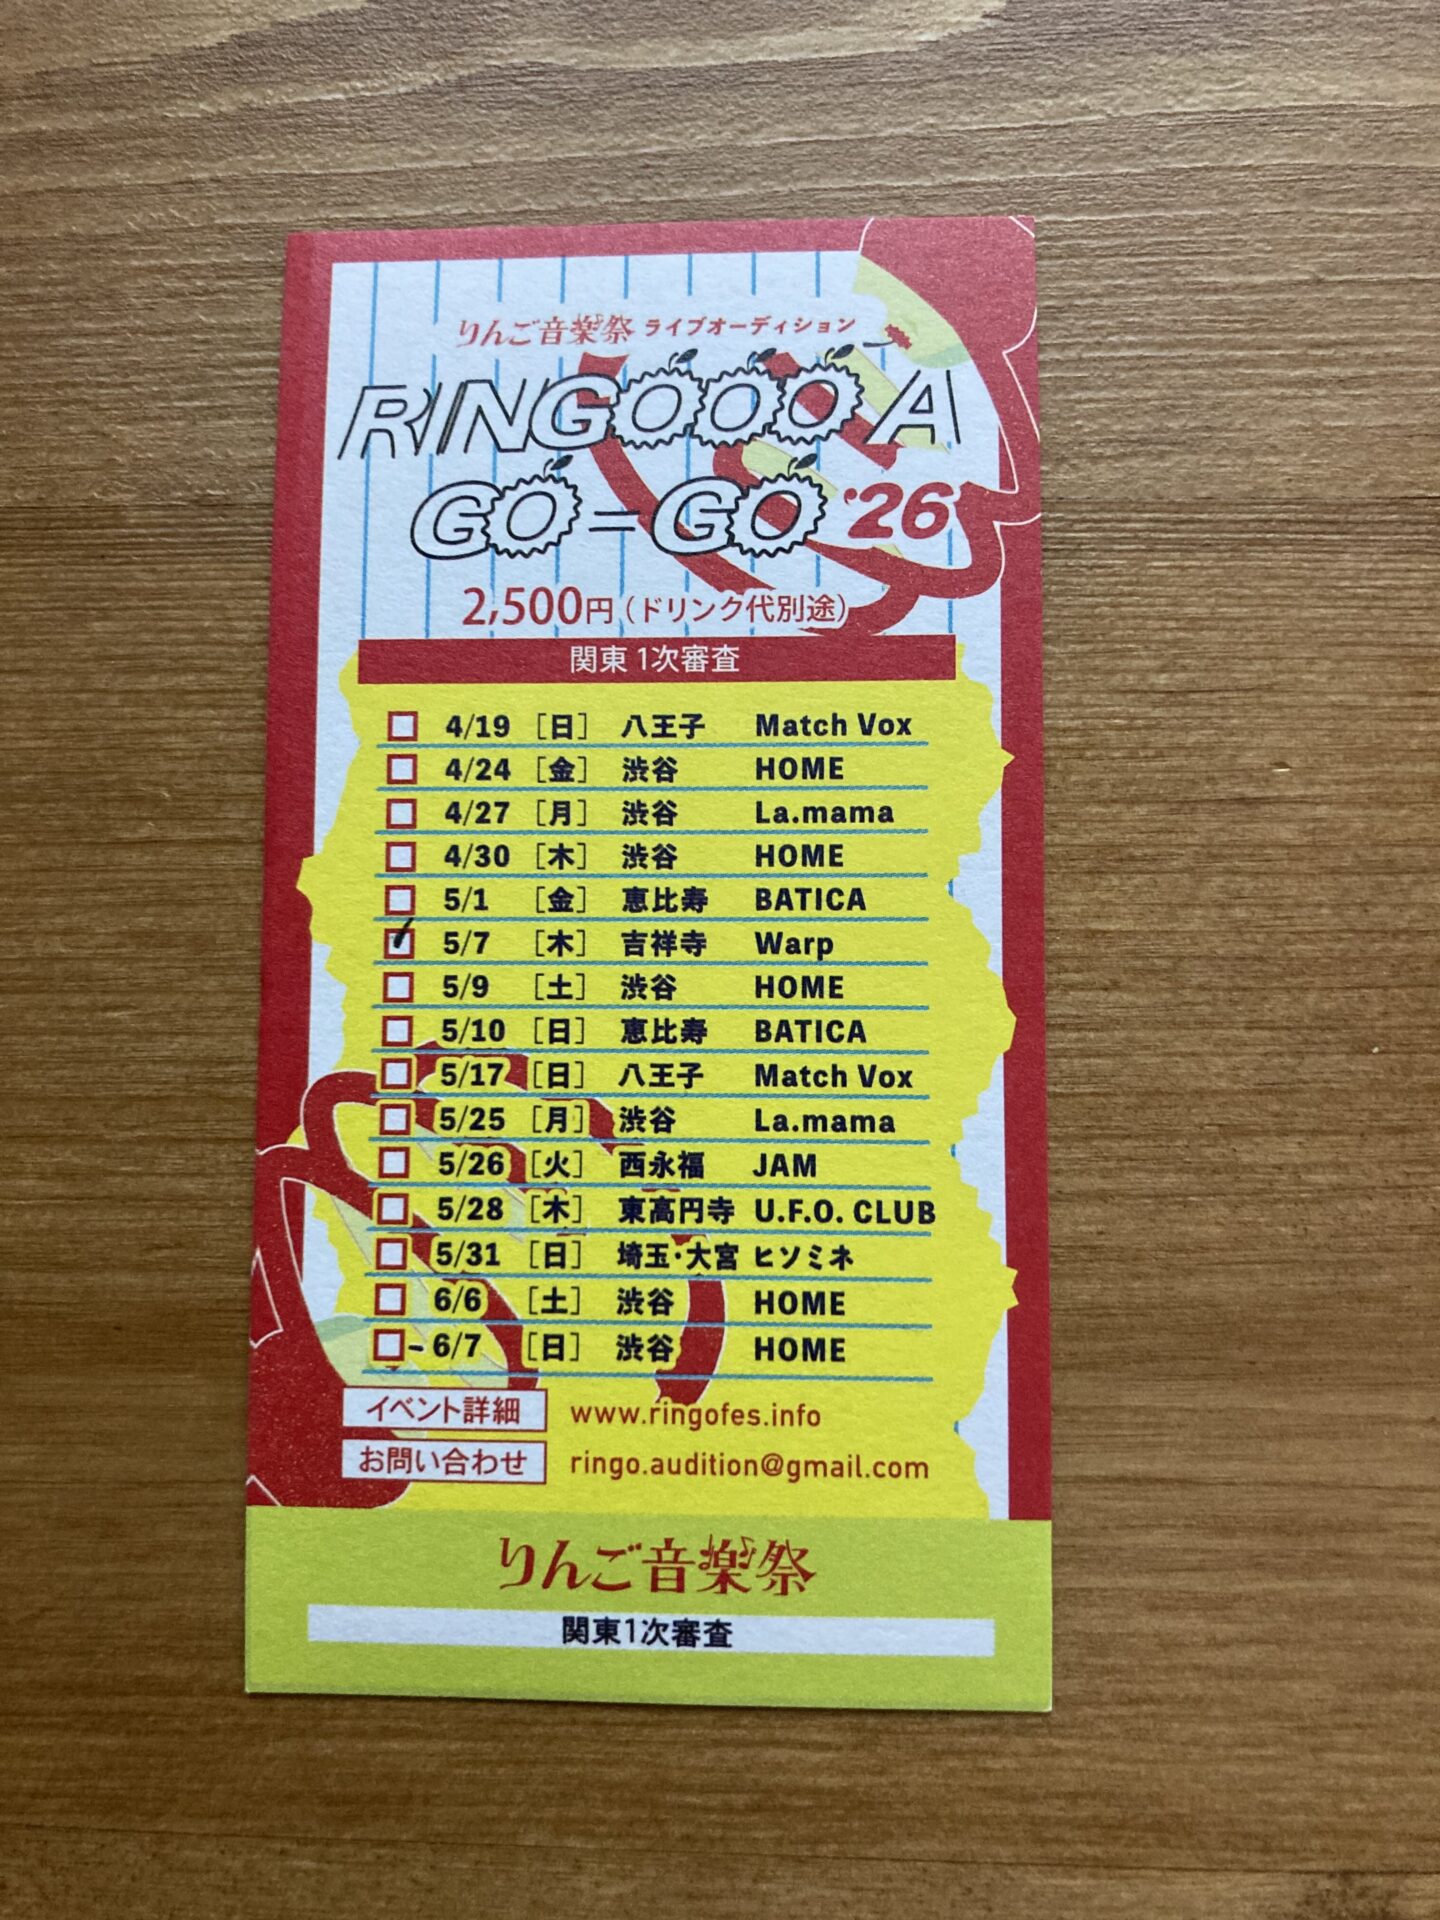 りんご音楽祭 ライブオーディション
RINGOOO A
GO=GO '26
2,500円(ドリンク代別途)
関東 1次審査
4/19 [日] 八王子 Match Vox
4/24 [金] 渋谷 HOME
4/27 [月] 渋谷 La.mama
4/30 [木] 渋谷 HOME
5/1 [金] 恵比寿 BATICA
5/7 [木] 吉祥寺 Warp
5/9 [土] 渋谷 HOME
5/10 [日] 恵比寿 BATICA
5/17 [日] 八王子 Match Vox
5/25 [月] 渋谷 La.mama
5/26 [火] 西永福 JAM
5/28 [木] 東高円寺 U.F.O. CLUB
5/31 [日] 埼玉・大宮 ヒソミネ
6/6 [土] 渋谷 HOME
6/7 [日] 渋谷 HOME
イベント詳細 www.ringofes.info
お問い合わせ ringo.audition@gmail.com
りんご音楽祭
関東1次審査